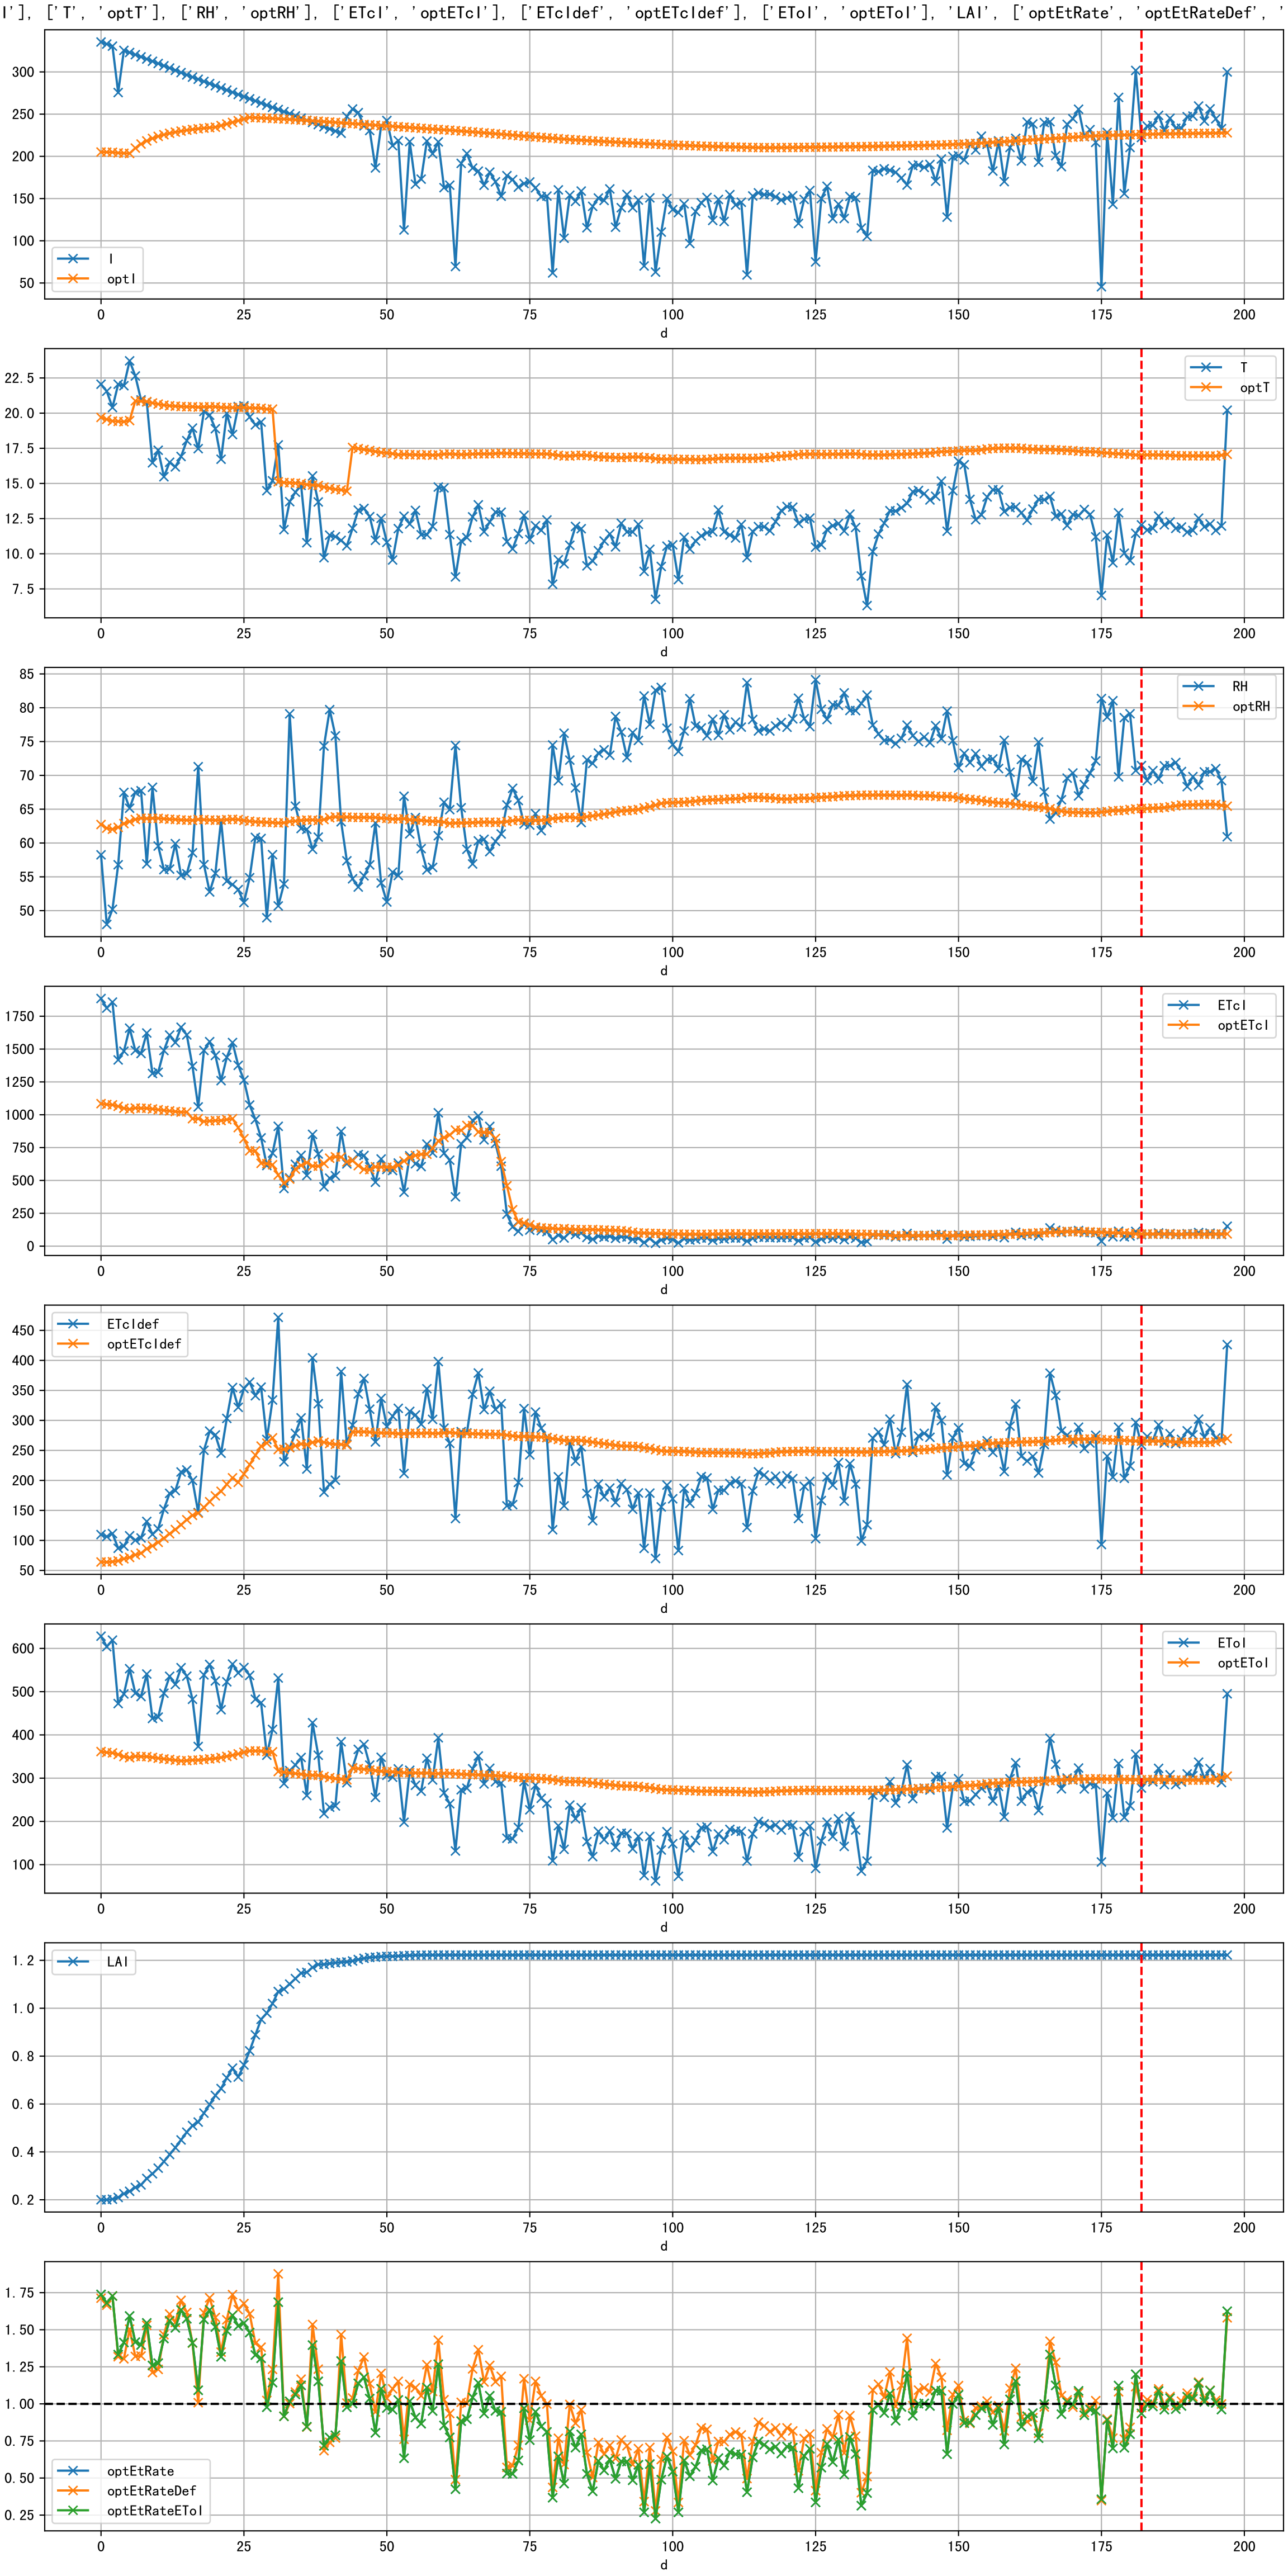 I'], ['T', 'optT'], ['RH', 'optRH'], ['ETcI', 'optETcI'], ['ETcIdef', 'optETcIdef'], ['EToI', 'optEToI'], 'LAI', ['optEtRate', 'optEtRateDef', '
300
250
200
150
100
50
I
optI
0 25 50 75 100 125 150 175 200
d
22.5
20.0
17.5
15.0
12.5
10.0
7.5
T
optT
0 25 50 75 100 125 150 175 200
d
85
80
75
70
65
60
55
50
RH
optRH
0 25 50 75 100 125 150 175 200
d
1750
1500
1250
1000
750
500
250
0
ETcI
optETcI
0 25 50 75 100 125 150 175 200
d
450
400
350
300
250
200
150
100
50
ETcIdef
optETcIdef
0 25 50 75 100 125 150 175 200
d
600
500
400
300
200
100
EToI
optEToI
0 25 50 75 100 125 150 175 200
d
1.2
1.0
0.8
0.6
0.4
0.2
LAI
0 25 50 75 100 125 150 175 200
d
1.75
1.50
1.25
1.00
0.75
0.50
0.25
optEtRate
optEtRateDef
optEtRateEToI
0 25 50 75 100 125 150 175 200
d